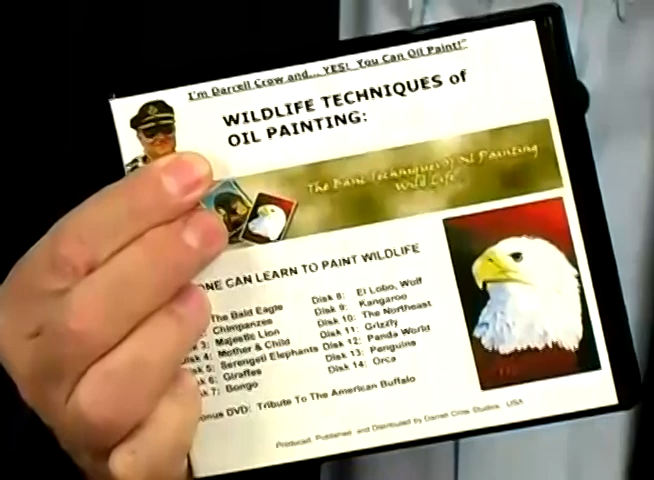 I'm Darcell Crow and... YES! You Can Oil Paint!"
WILDLIFE TECHNIQUES of
OIL PAINTING:
The Basic Techniques of Oil Painting
Wild Life
ONE CAN LEARN TO PAINT WILDLIFE
The Bald Eagle
Chimpanzee
3: Majestic Lion
Disk 4: Mother & Child
Disk 5: Serengeti Elephants
6: Giraffes
7: Bongo
Disk 8: El Lobo, Wolf
Disk 9: Kangaroo
Disk 10: The Northeast
Disk 11: Grizzly
Disk 12: Panda World
Disk 13: Penguins
Disk 14: Orca
onus DVD: Tribute To The American Buffalo
Produced, Published, and Distributed by Darrell Crow Studios, USA